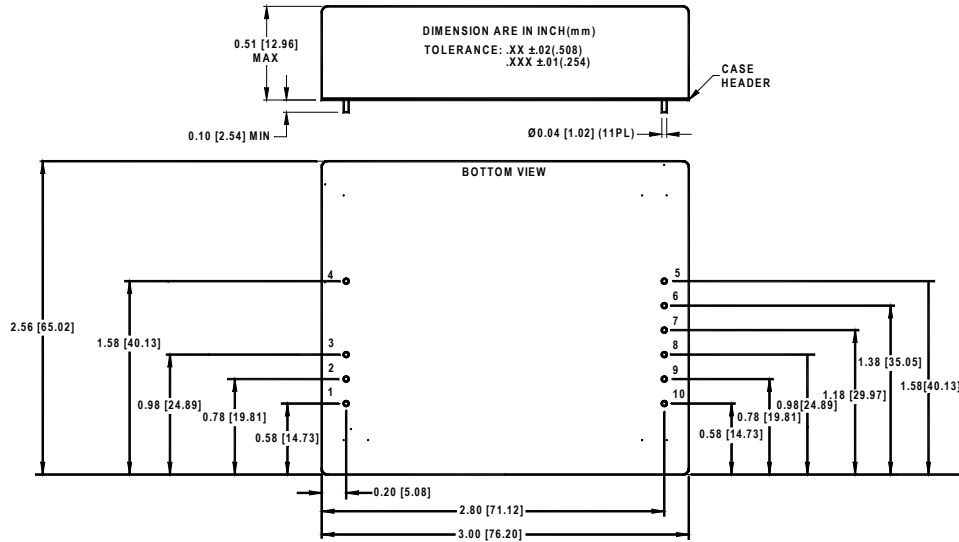 0.51 [12.96]
MAX
DIMENSION ARE IN INCH(mm)
TOLERANCE: .XX ±.02(.508)
.XXX ±.01(.254)
CASE
HEADER
0.10 [2.54] MIN
Ø0.04 [1.02] (11PL)
BOTTOM VIEW
4
5
6
2.56 [65.02]
7
1.58 [40.13]
3
8
1.38 [35.05]
2
9
1.18 [29.97]
1.58[40.13]
0.98 [24.89]
1
10
0.98[24.89]
0.78 [19.81]
0.78 [19.81]
0.58 [14.73]
0.58 [14.73]
0.20 [5.08]
2.80 [71.12]
3.00 [76.20]